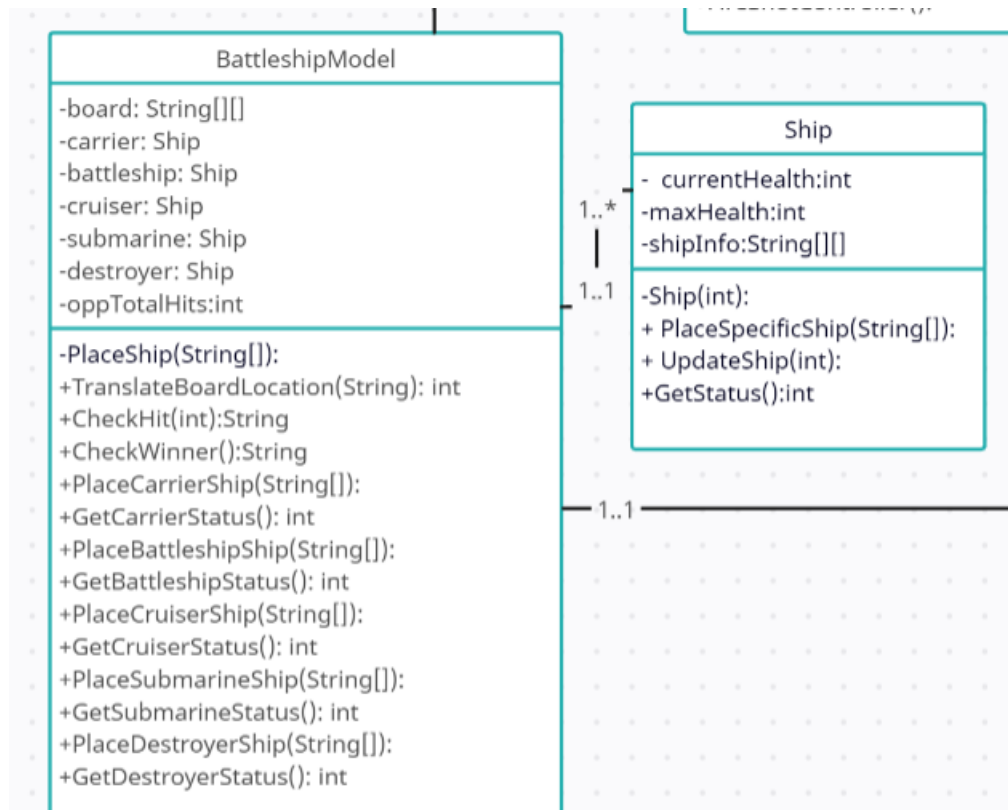 BattleshipModel
-board: String[][]
-carrier: Ship
-battleship: Ship
-cruiser: Ship
-submarine: Ship
-destroyer: Ship
-oppTotalHits:int
-PlaceShip(String[]):
+TranslateBoardLocation(String): int
+CheckHit(int):String
+CheckWinner():String
+PlaceCarrierShip(String[]):
+GetCarrierStatus(): int
+PlaceBattleshipShip(String[]):
+GetBattleshipStatus(): int
+PlaceCruiserShip(String[]):
+GetCruiserStatus(): int
+PlaceSubmarineShip(String[]):
+GetSubmarineStatus(): int
+PlaceDestroyerShip(String[]):
+GetDestroyerStatus(): int
1..*
1..1
Ship
- currentHealth:int
-maxHealth:int
-shipInfo:String[][]
-Ship(int):
+ PlaceSpecificShip(String[]):
+ UpdateShip(int):
+GetStatus():int
1..1